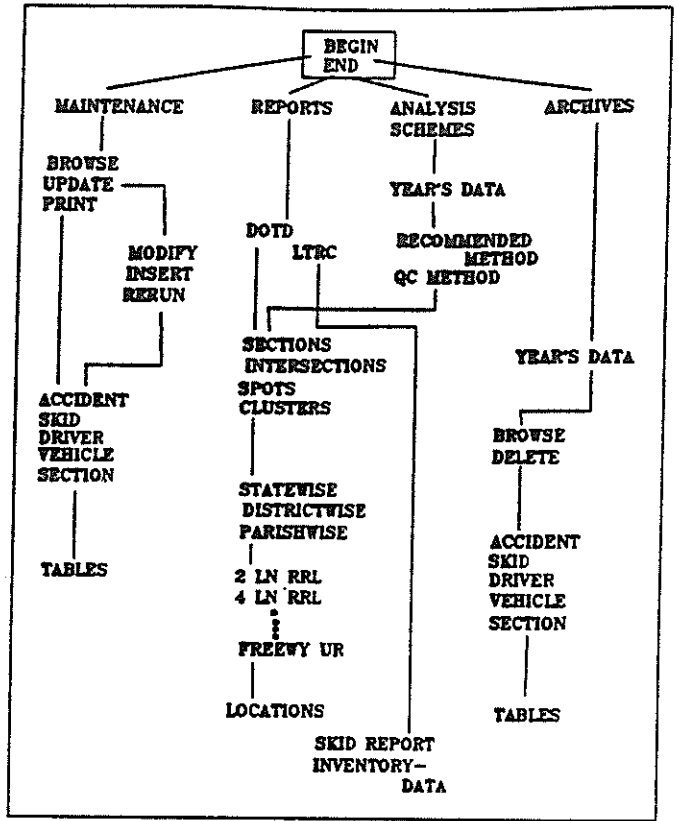 BEGIN
END
MAINTENANCE
REPORTS
ANALYSIS
SCHEMES
ARCHIVES
BROWSE
UPDATE
PRINT
MODIFY
INSERT
RERUN
ACCIDENT
SKID
DRIVER
VEHICLE
SECTION
TABLES
DOTD
LTRC
YEAR'S DATA
RECOMMENDED
METHOD
QC METHOD
SECTIONS
INTERSECTIONS
SPOTS
CLUSTERS
STATEWISE
DISTRICTWISE
PARISHWISE
2 LN RRL
4 LN RRL
FREEWY UR
LOCATIONS
SKID REPORT
INVENTORY-
DATA
YEAR'S DATA
BROWSE
DELETE
ACCIDENT
SKID
DRIVER
VEHICLE
SECTION
TABLES